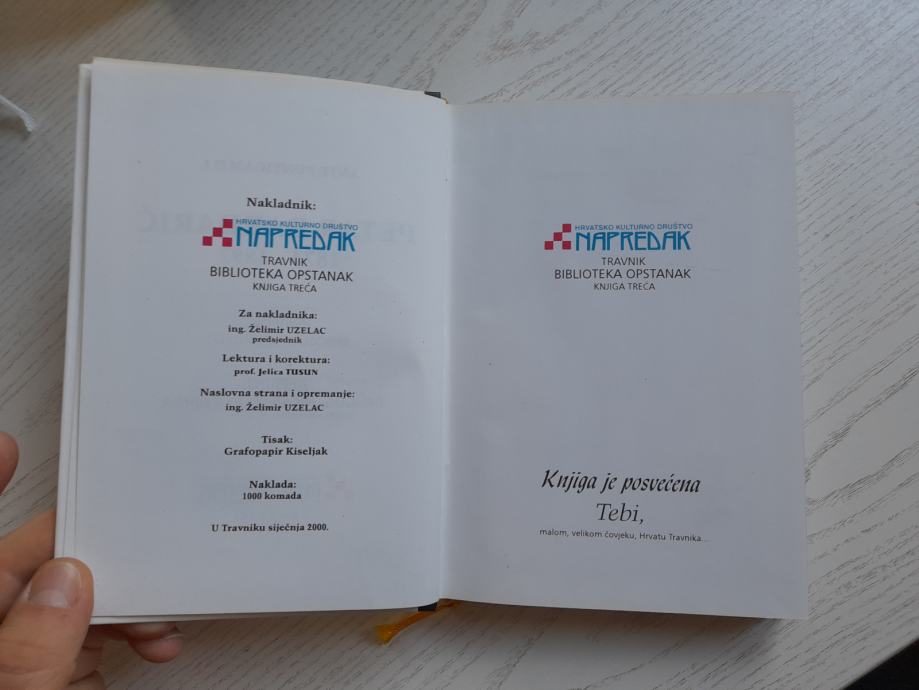 Nakladnik:
HRVATSKO KULTURNO DRUŠTVO
NAPREDAK
TRAVNIK
BIBLIOTEKA OPSTANAK
KNJIGA TREĆA
Za nakladnika:
ing. Želimir UZELAC
predsjednik
Lektura i korektura:
prof. Jelica TUSUN
Naslovna strana i opremanje:
ing. Želimir UZELAC
Tisak:
Grafopapir Kiseljak
Naklada:
1000 komada
U Travniku siječnja 2000.
HRVATSKO KULTURNO DRUŠTVO
NAPREDAK
TRAVNIK
BIBLIOTEKA OPSTANAK
KNJIGA TREĆA
Knjiga je posvećena
Tebi,
malom, velikom čovjeku, Hrvatu Travnika...